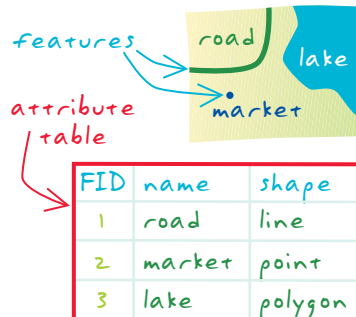 features
road
lake
market
attribute
table
FID name shape
1 road line
2 market point
3 lake polygon